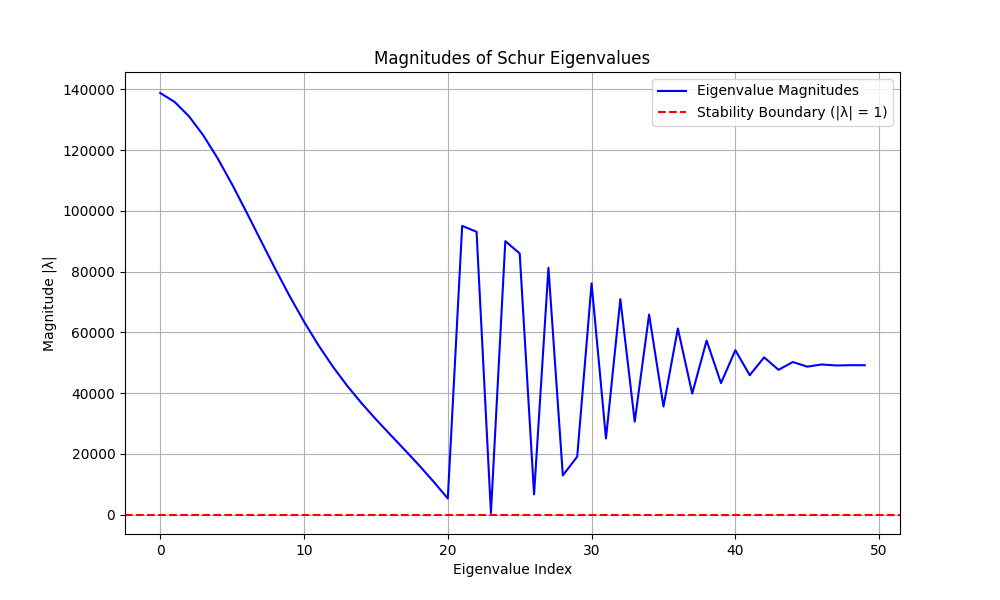 Magnitudes of Schur Eigenvalues
Eigenvalue Magnitudes
Stability Boundary (|λ| = 1)
Magnitude |λ|
140000
120000
100000
80000
60000
40000
20000
0
0 10 20 30 40 50
Eigenvalue Index